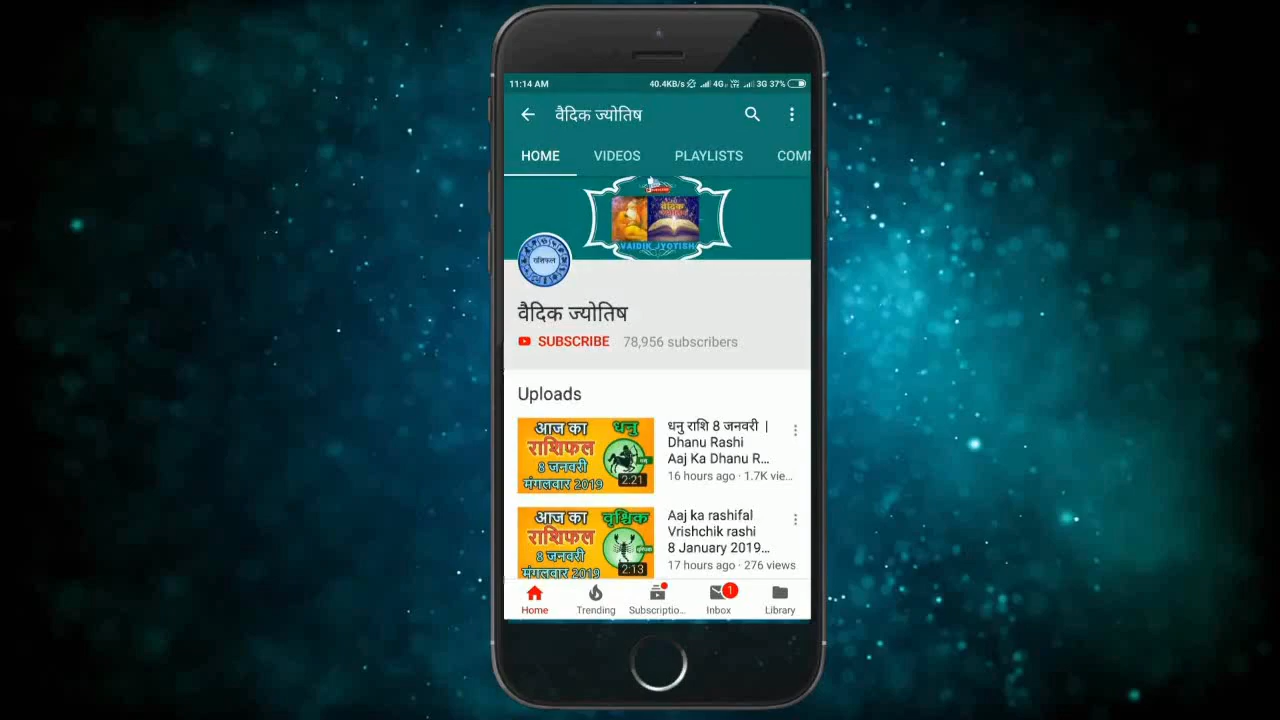 11:14 AM
40.4KB/s 4G VoLTE 3G 37%
वैदिक ज्योतिष
HOME VIDEOS PLAYLISTS COMM
वैदिक
VAIDIK JYOTISH
राशिफल
वैदिक ज्योतिष
SUBSCRIBE 78,956 subscribers
Uploads
आज का धनु
राशिफल
8 जनवरी
मंगलवार 2019
2:21
धनु राशि 8 जनवरी |
Dhanu Rashi
Aaj Ka Dhanu R...
16 hours ago · 1.7K vie...
आज का वृश्चिक
राशिफल
8 जनवरी
मंगलवार 2019
2:13
Aaj ka rashifal
Vrishchik rashi
8 January 2019...
17 hours ago · 276 views
1
Home Trending Subscriptio... Inbox Library